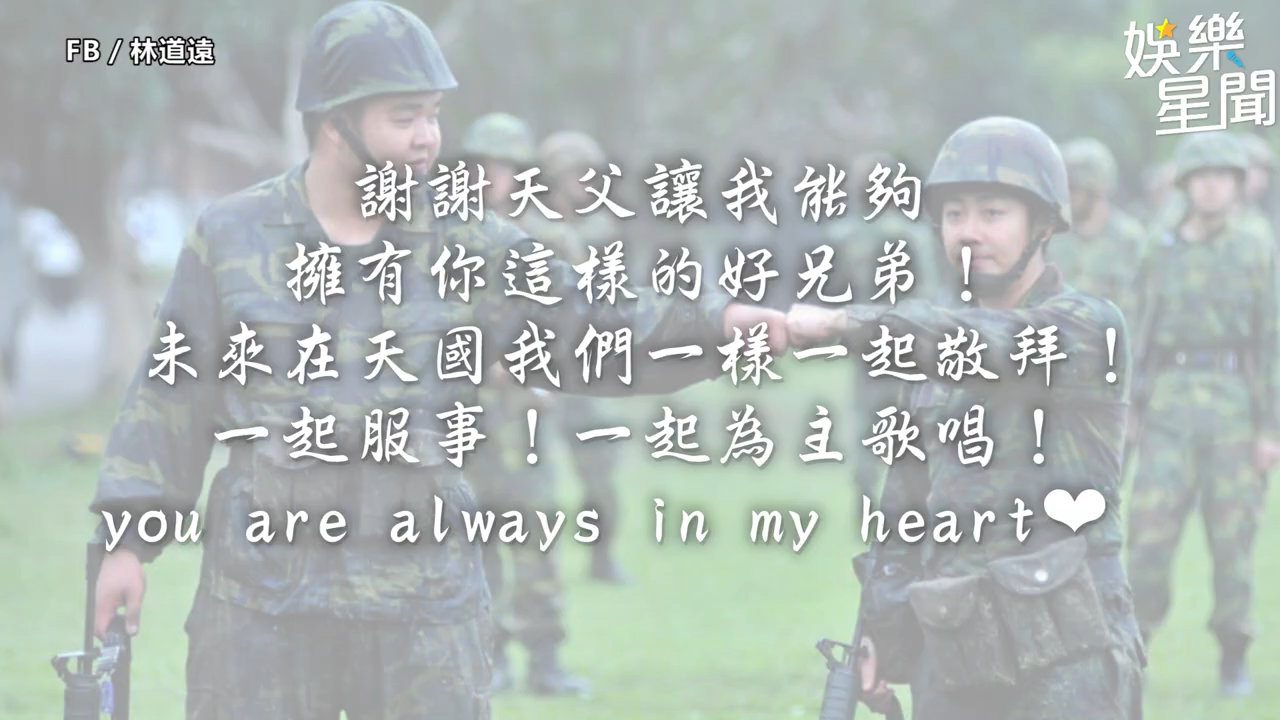 FB / 林道遠
娛樂
星聞
謝謝天父讓我能夠
擁有你這樣的好兄弟！
未來在天國我們一樣一起敬拜！
一起服事！一起為主歌唱！
you are always in my heart❤